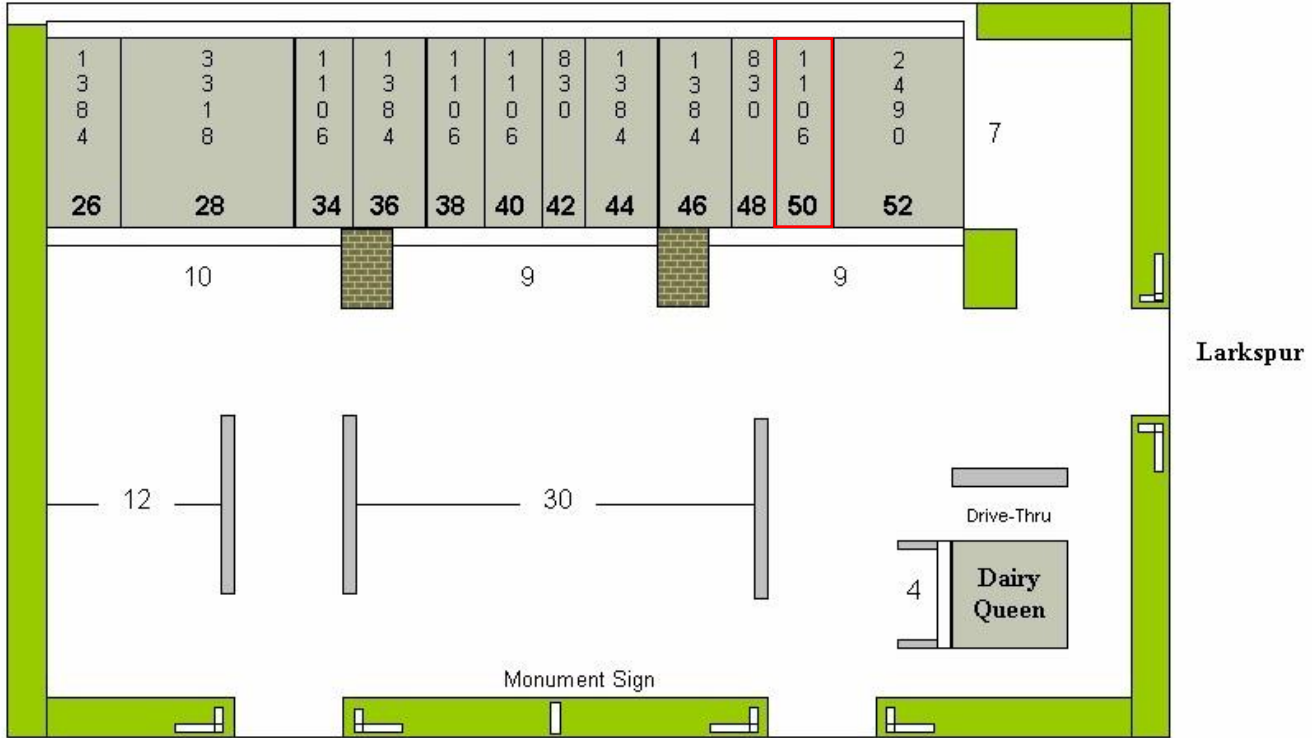 1384 3318 1106 1384 1106 1106 830 1384 1384 830 1106 2490
7
26 28 34 36 38 40 42 44 46 48 50 52
10 9 9
Larkspur
12 30
Drive-Thru
4
Dairy
Queen
Monument Sign